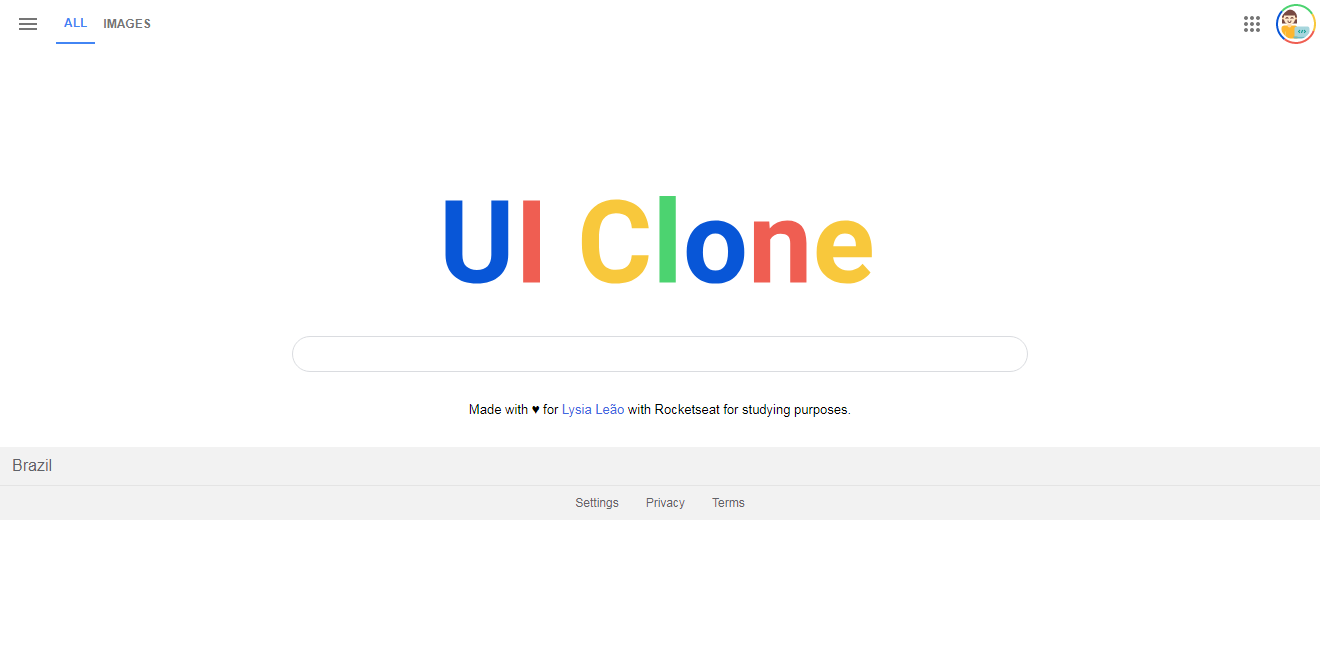 ALL IMAGES
UI Clone
Made with ♥ for Lysia Leão with Rocketseat for studying purposes.
Brazil
Settings Privacy Terms